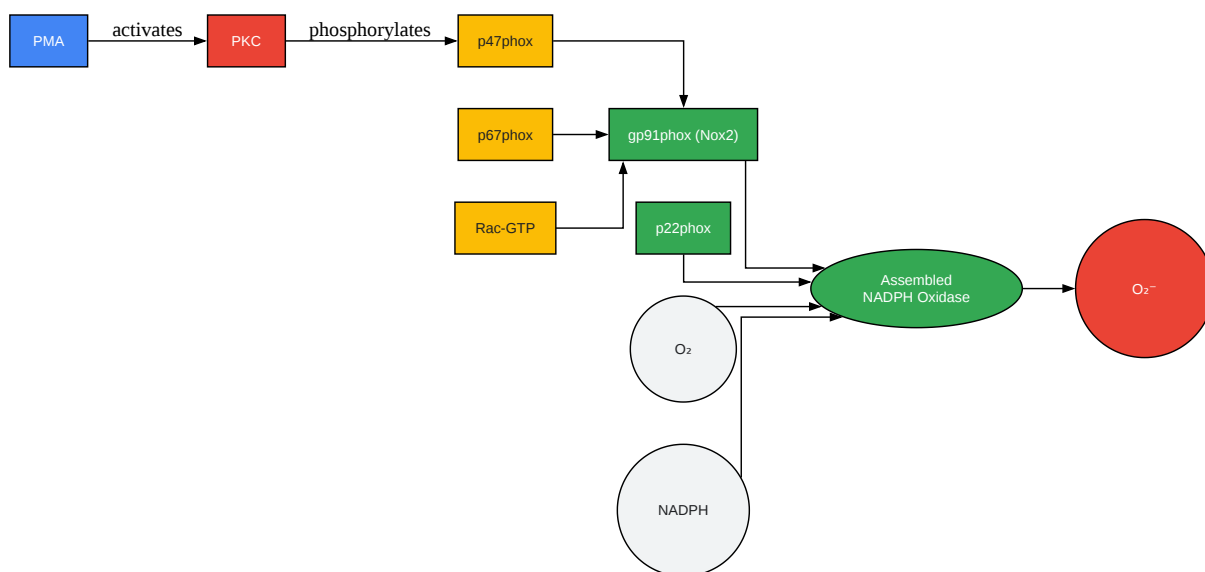 PMA
activates
PKC
phosphorylates
p47phox
p67phox
gp91phox (Nox2)
Rac-GTP
p22phox
Assembled
NADPH Oxidase
O₂⁻
O₂
NADPH